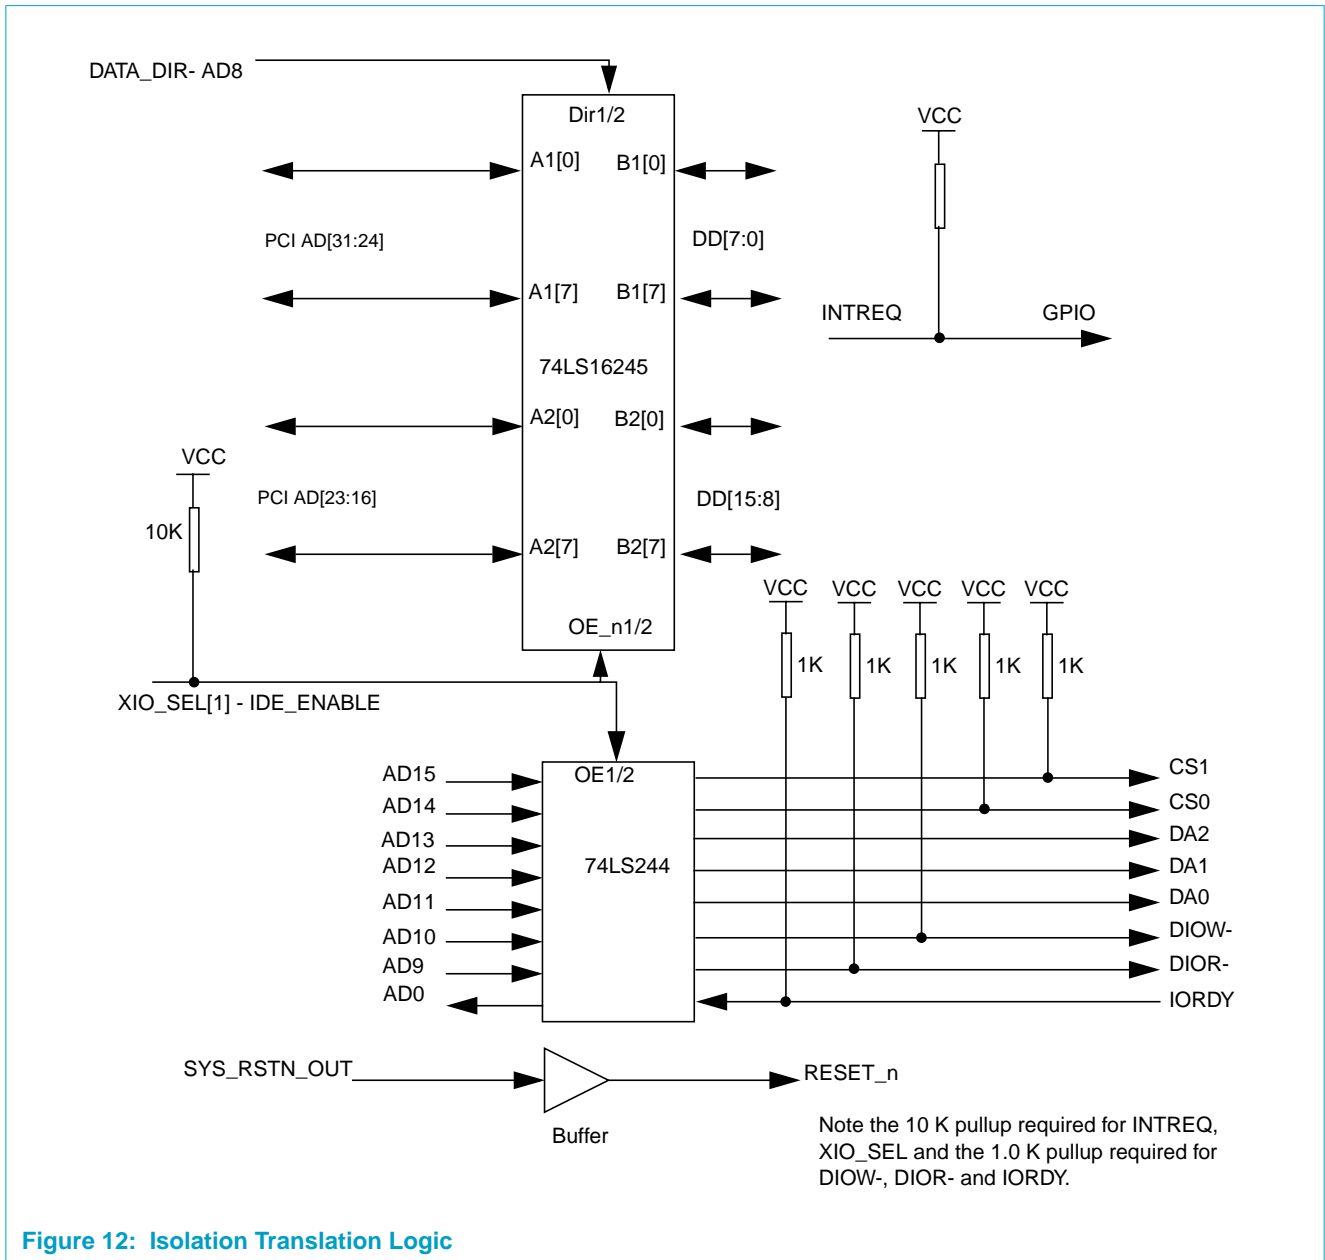 DATA_DIR- AD8
Dir1/2
VCC
A1[0] B1[0]
PCI AD[31:24]
DD[7:0]
A1[7] B1[7]
INTREQ
GPIO
74LS16245
A2[0] B2[0]
VCC
PCI AD[23:16]
DD[15:8]
10K
A2[7] B2[7]
VCC VCC VCC VCC VCC
OE_n1/2
1K 1K 1K 1K 1K
XIO_SEL[1] - IDE_ENABLE
OE1/2
AD15
CS1
AD14
CS0
AD13
DA2
AD12
74LS244
DA1
AD11
DA0
AD10
DIOW-
AD9
DIOR-
AD0
IORDY
SYS_RSTN_OUT
RESET_n
Buffer
Note the 10 K pullup required for INTREQ,
XIO_SEL and the 1.0 K pullup required for
DIOW-, DIOR- and IORDY.
Figure 12: Isolation Translation Logic